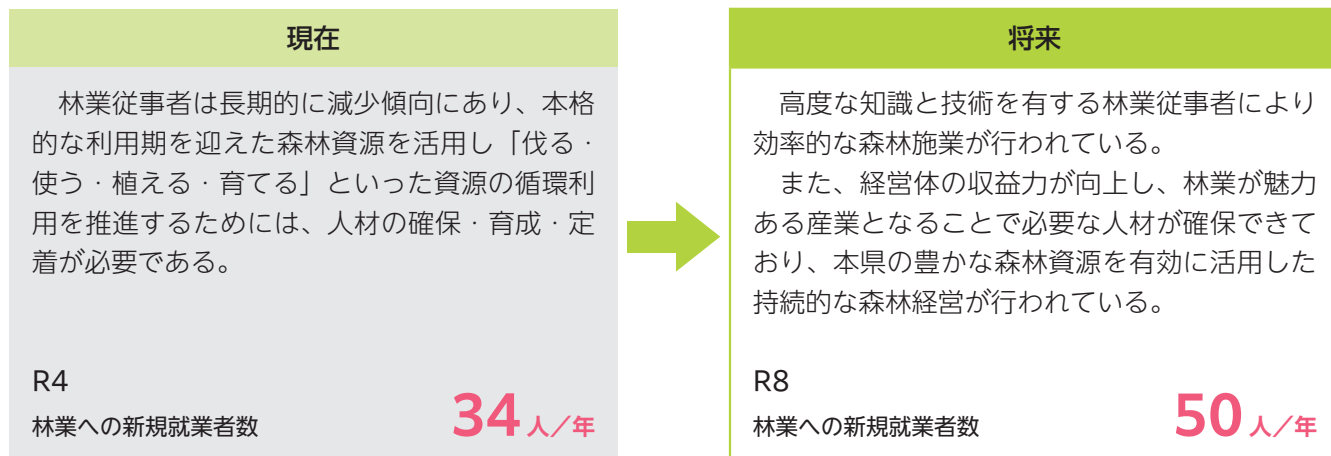 現在
林業従事者は長期的に減少傾向にあり、本格
的な利用期を迎えた森林資源を活用し「伐る・
使う・植える・育てる」といった資源の循環利
用を推進するためには、人材の確保・育成・定
着が必要である。
R4
林業への新規就業者数 34人／年
将来
高度な知識と技術を有する林業従事者により
効率的な森林施業が行われている。
また、経営体の収益力が向上し、林業が魅力
ある産業となることで必要な人材が確保できて
おり、本県の豊かな森林資源を有効に活用した
持続的な森林経営が行われている。
R8
林業への新規就業者数 50人／年